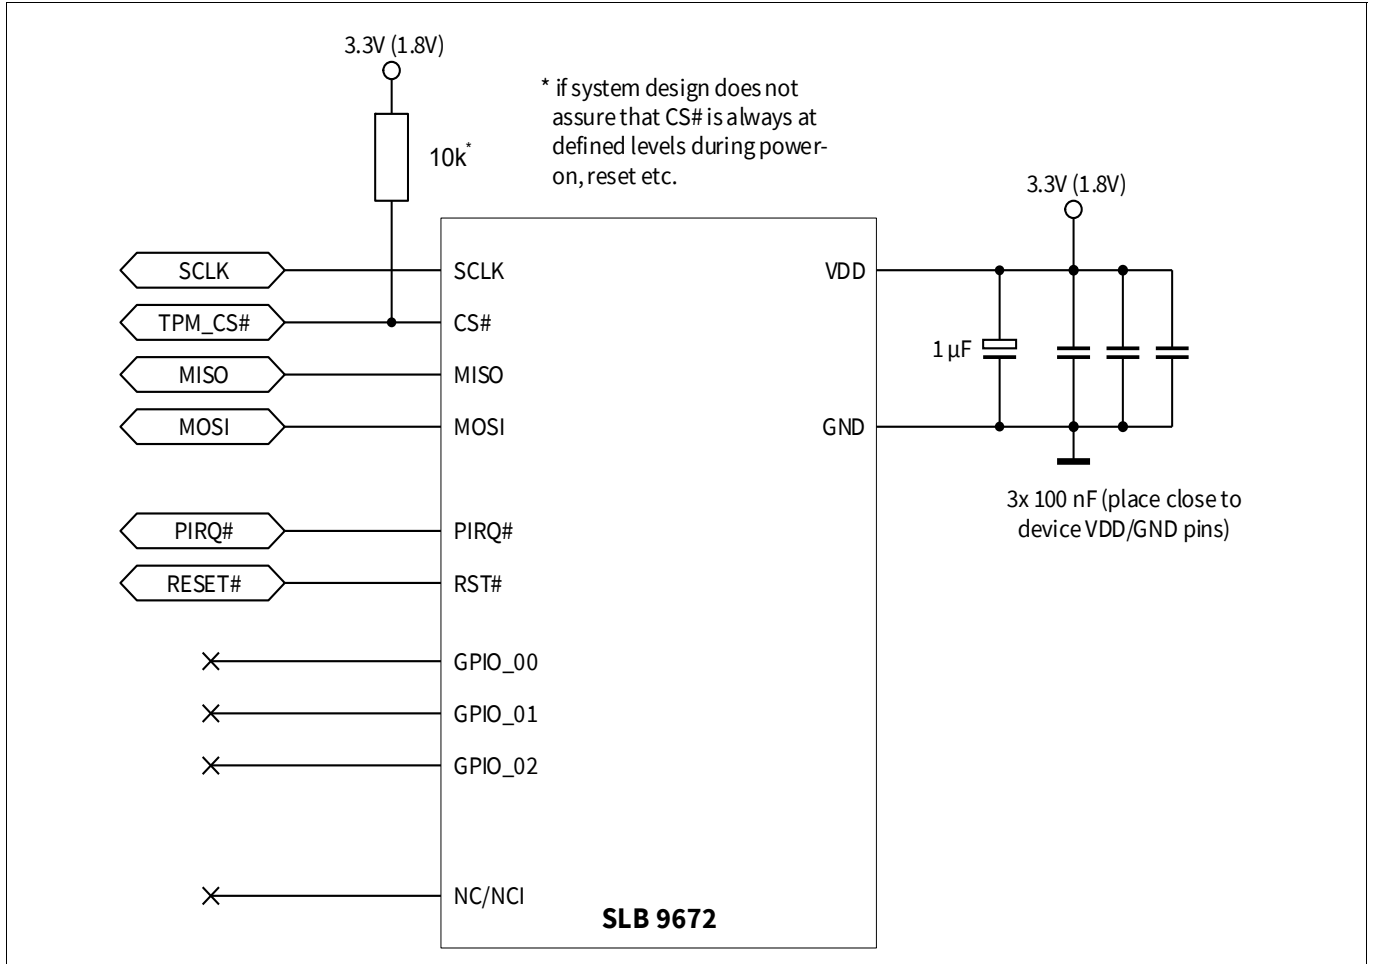 3.3V (1.8V)
* if system design does not
assure that CS# is always at
defined levels during power-
on, reset etc.
10k*
3.3V (1.8V)
SCLK
SCLK
VDD
TPM_CS#
CS#
1 µF
MISO
MISO
MOSI
MOSI
GND
3x 100 nF (place close to
device VDD/GND pins)
PIRQ#
PIRQ#
RESET#
RST#
GPIO_00
GPIO_01
GPIO_02
NC/NCI
SLB 9672